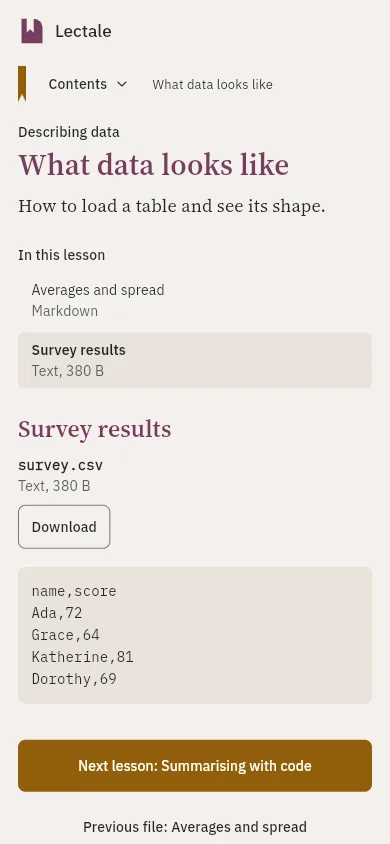 Lectale
Contents What data looks like
Describing data
What data looks like
How to load a table and see its shape.
In this lesson
Averages and spread
Markdown
Survey results
Text, 380 B
Survey results
survey.csv
Text, 380 B
Download
name,score
Ada,72
Grace,64
Katherine,81
Dorothy,69
Next lesson: Summarising with code
Previous file: Averages and spread